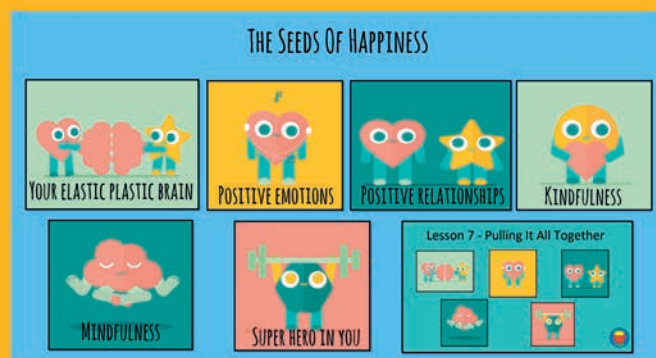 THE SEEDS OF HAPPINESS
YOUR ELASTIC PLASTIC BRAIN
POSITIVE EMOTIONS
POSITIVE RELATIONSHIPS
KINDFULNESS
MINDFULNESS
SUPER HERO IN YOU
Lesson 7 - Pulling It All Together